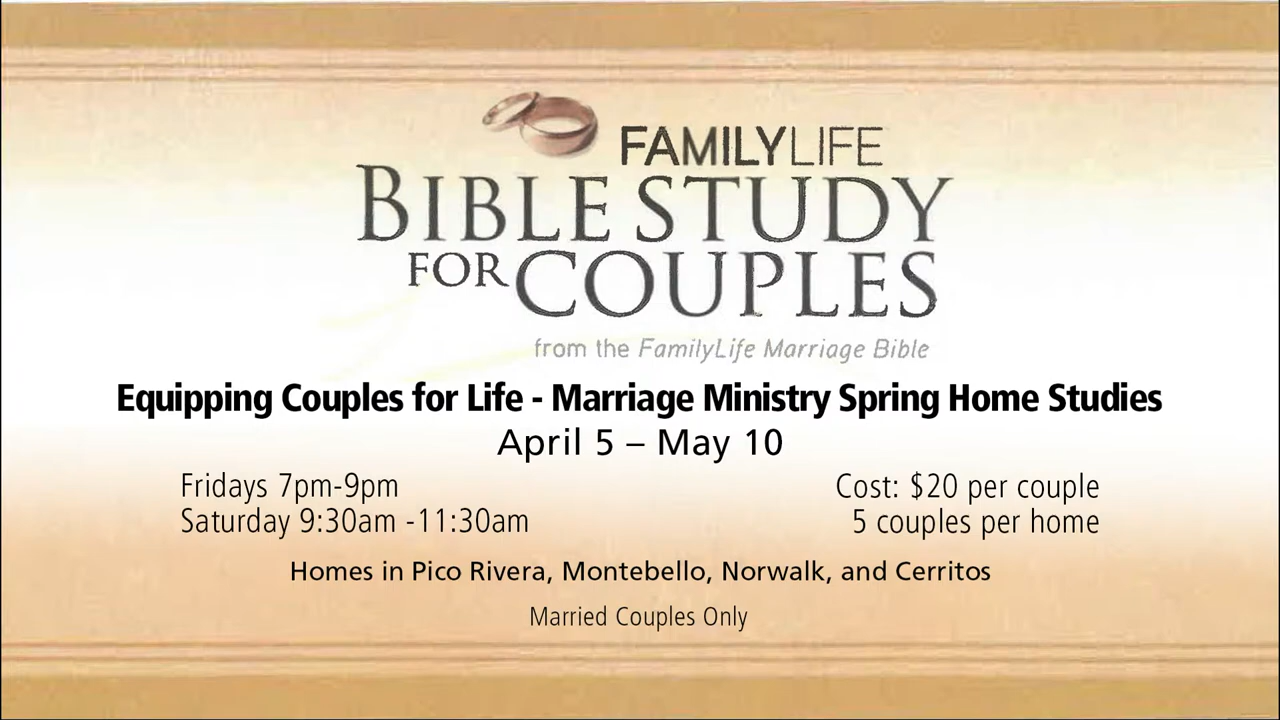 FAMILYLIFE
BIBLE STUDY
FOR COUPLES
from the FamilyLife Marriage Bible
Equipping Couples for Life - Marriage Ministry Spring Home Studies
April 5 – May 10
Fridays 7pm-9pm
Saturday 9:30am -11:30am
Cost: $20 per couple
5 couples per home
Homes in Pico Rivera, Montebello, Norwalk, and Cerritos
Married Couples Only